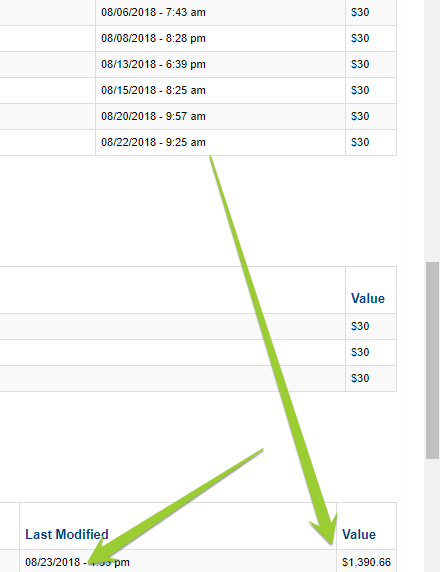 08/06/2018 - 7:43 am $30
08/08/2018 - 8:28 pm $30
08/13/2018 - 6:39 pm $30
08/15/2018 - 8:25 am $30
08/20/2018 - 9:57 am $30
08/22/2018 - 9:25 am $30
Value
$30
$30
$30
Last Modified Value
08/23/2018 - pm $1,390.66